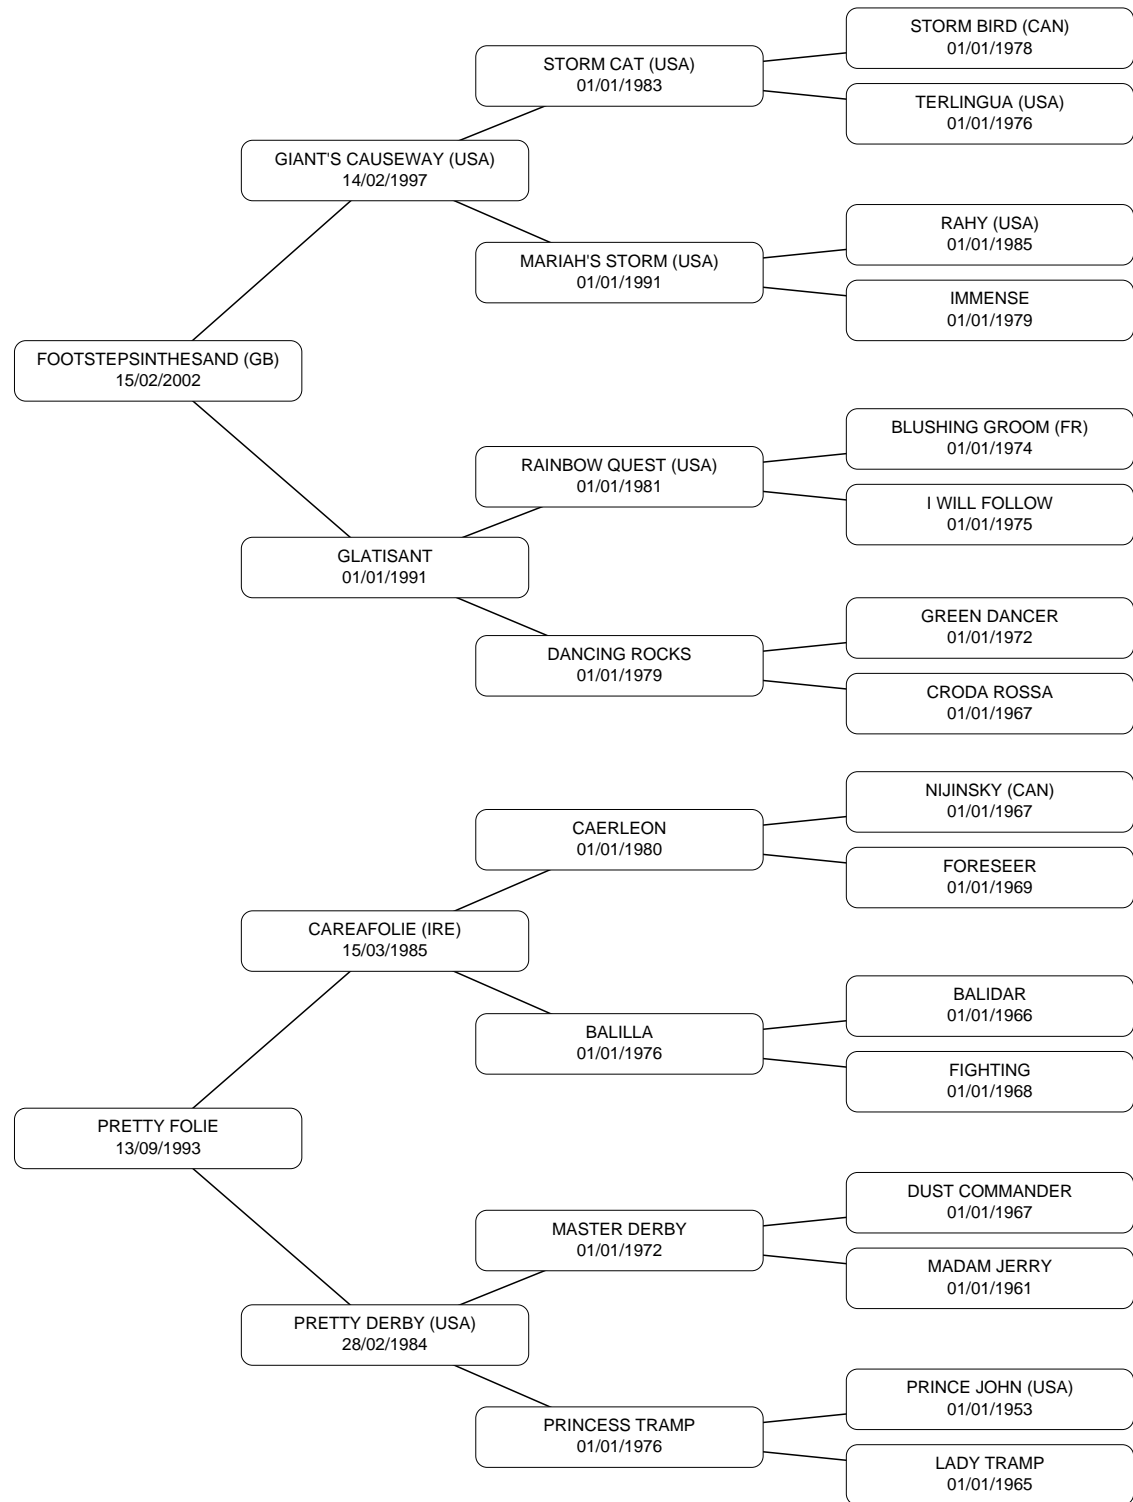 STORM BIRD (CAN)
01/01/1978
STORM CAT (USA)
01/01/1983
TERLINGUA (USA)
01/01/1976
GIANT'S CAUSEWAY (USA)
14/02/1997
RAHY (USA)
01/01/1985
MARIAH'S STORM (USA)
01/01/1991
IMMENSE
01/01/1979
FOOTSTEPSINTHESAND (GB)
15/02/2002
BLUSHING GROOM (FR)
01/01/1974
RAINBOW QUEST (USA)
01/01/1981
I WILL FOLLOW
01/01/1975
GLATISANT
01/01/1991
GREEN DANCER
01/01/1972
DANCING ROCKS
01/01/1979
CRODA ROSSA
01/01/1967
NIJINSKY (CAN)
01/01/1967
CAERLEON
01/01/1980
FORESEER
01/01/1969
CAREAFOLIE (IRE)
15/03/1985
BALIDAR
01/01/1966
BALILLA
01/01/1976
FIGHTING
01/01/1968
PRETTY FOLIE
13/09/1993
DUST COMMANDER
01/01/1967
MASTER DERBY
01/01/1972
MADAM JERRY
01/01/1961
PRETTY DERBY (USA)
28/02/1984
PRINCE JOHN (USA)
01/01/1953
PRINCESS TRAMP
01/01/1976
LADY TRAMP
01/01/1965